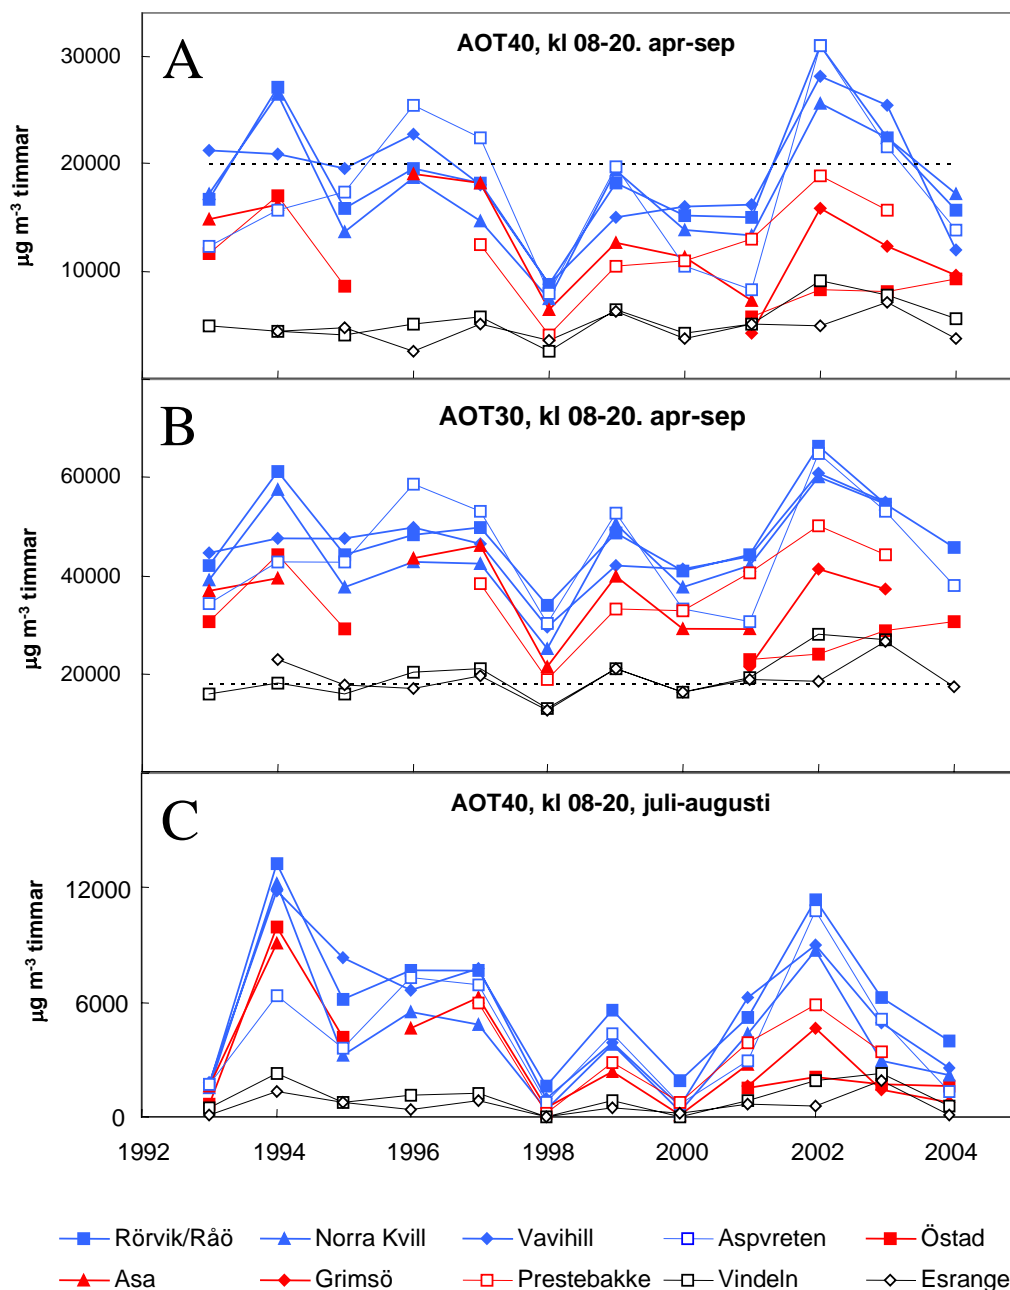 A
AOT40, kl 08-20. apr-sep
30000
20000
10000
µg m-3 timmar
B
AOT30, kl 08-20. apr-sep
60000
40000
20000
µg m-3 timmar
C
AOT40, kl 08-20, juli-augusti
12000
6000
0
µg m-3 timmar
1992 1994 1996 1998 2000 2002 2004
Rörvik/Råö Norra Kvill Vavihill Aspvreten Östad
Asa Grimsö Prestebakke Vindeln Esrange